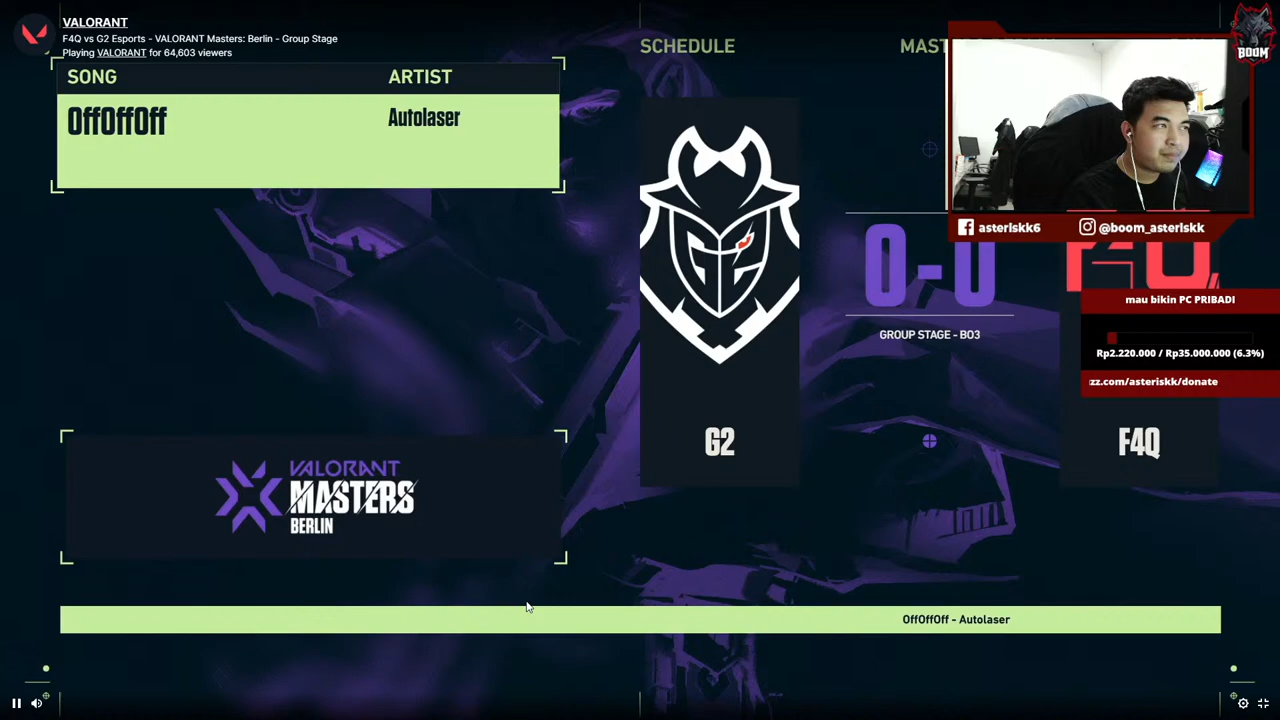 VALORANT
F4Q vs G2 Esports - VALORANT Masters: Berlin - Group Stage
Playing VALORANT for 64,603 viewers
SCHEDULE
SONG ARTIST
OffOffOff Autolaser
BOOM
asteriskk6 @boom_asteriskk
G2
0-0
F4Q
GROUP STAGE - BO3
mau bikin PC PRIBADI
Rp2.220.000 / Rp35.000.000 (6.3%)
zz.com/asteriskk/donate
G2
F4Q
VALORANT
MASTERS
BERLIN
OffOffOff - Autolaser